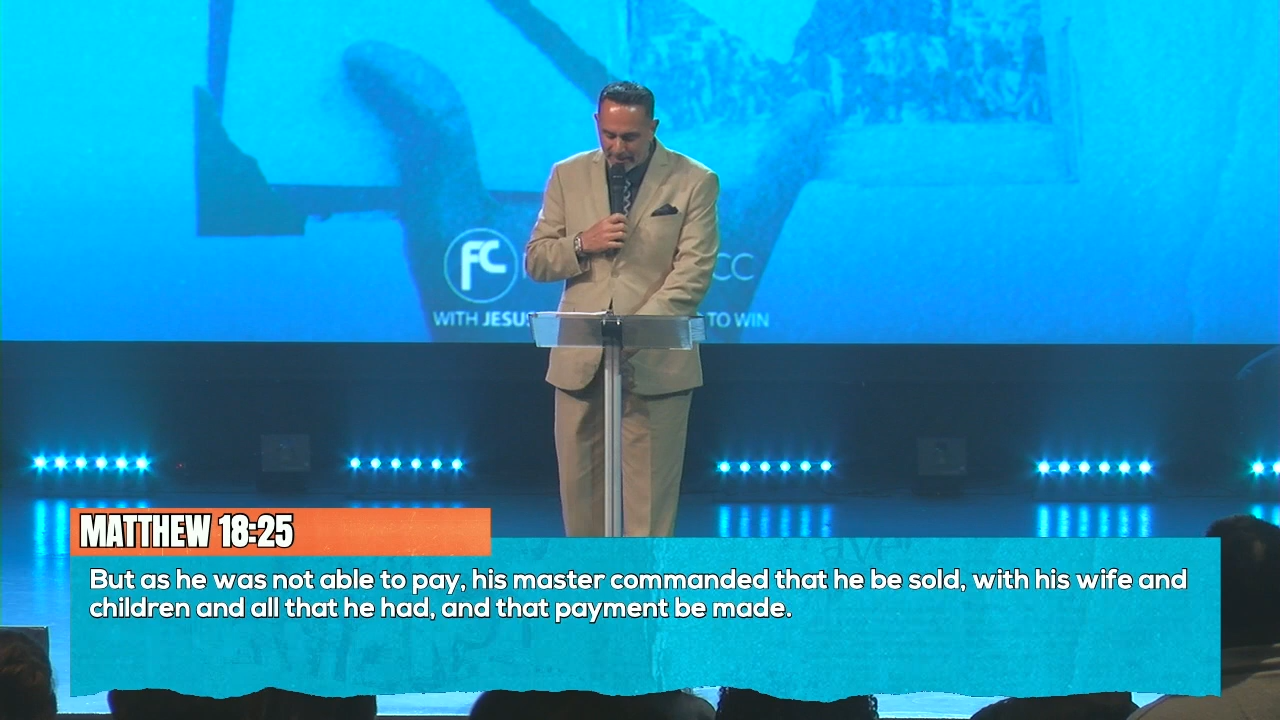 FC
CC
WITH JESUS
TO WIN
MATTHEW 18:25
But as he was not able to pay, his master commanded that he be sold, with his wife and
children and all that he had, and that payment be made.